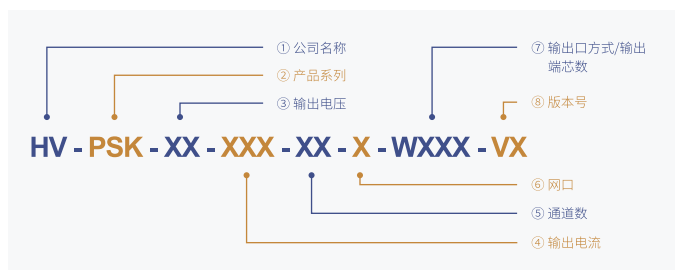 ① 公司名称
② 产品系列
③ 输出电压
⑦ 输出口方式/输出
端芯数
⑧ 版本号
HV - PSK - XX - XXX - XX - X - WXXX - VX
⑥ 网口
⑤ 通道数
④ 输出电流